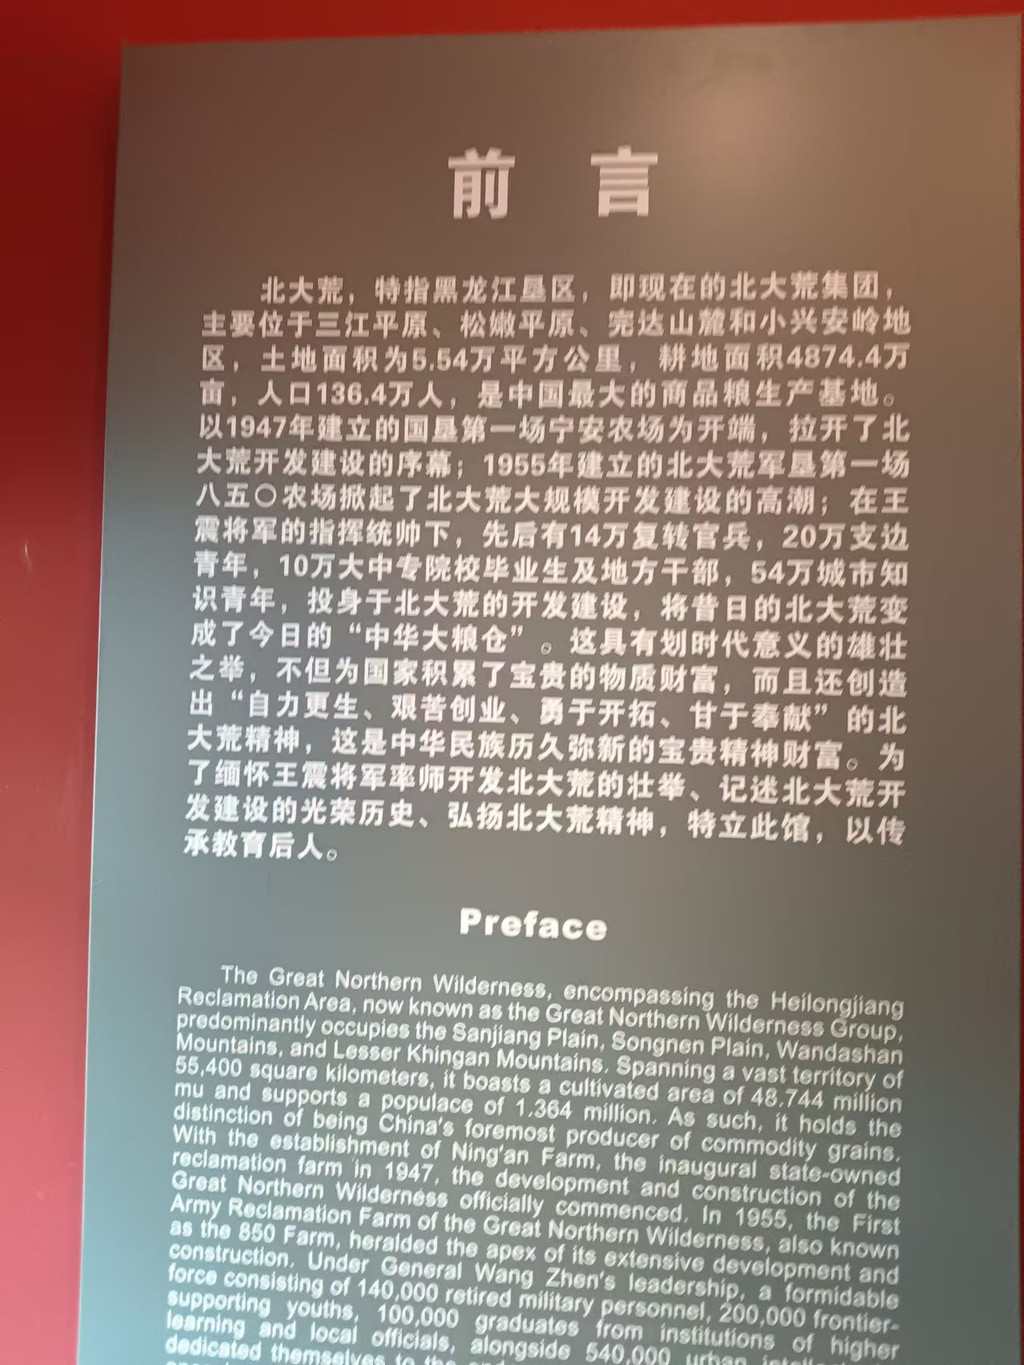 前言
北大荒，特指黑龙江垦区，即现在的北大荒集团，
主要位于三江平原、松嫩平原、完达山麓和小兴安岭地
区，土地面积为5.54万平方公里，耕地面积4874.4万
亩，人口136.4万人，是中国最大的商品粮生产基地。
以1947年建立的国垦第一场宁安农场为开端，拉开了北
大荒开发建设的序幕；1955年建立的北大荒军垦第一场
八五〇农场掀起了北大荒大规模开发建设的高潮；在王
震将军的指挥统帅下，先后有14万复转官兵，20万支边
青年，10万大中专院校毕业生及地方干部，54万城市知
识青年，投身于北大荒的开发建设，将昔日的北大荒变
成了今日的“中华大粮仓”。这具有划时代意义的雄壮
之举，不但为国家积累了宝贵的物质财富，而且还创造
出“自力更生、艰苦创业、勇于开拓、甘于奉献”的北
大荒精神，这是中华民族历久弥新的宝贵精神财富。为
了缅怀王震将军率师开发北大荒的壮举、记述北大荒开
发建设的光荣历史、弘扬北大荒精神，特立此馆，以传
承教育后人。
Preface
The Great Northern Wilderness, encompassing the Heilongjiang
Reclamation Area, now known as the Great Northern Wilderness Group,
predominantly occupies the Sanjiang Plain, Songnen Plain, Wandashan
Mountains, and Lesser Khingan Mountains. Spanning a vast territory of
55,400 square kilometers, it boasts a cultivated area of 48.744 million
mu and supports a populace of 1.364 million. As such, it holds the
distinction of being China's foremost producer of commodity grains.
With the establishment of Ning'an Farm, the inaugural state-owned
reclamation farm in 1947, the development and construction of the
Great Northern Wilderness officially commenced. In 1955, the First
Army Reclamation Farm of the Great Northern Wilderness, also known
as the 850 Farm, heralded the apex of its extensive development and
construction. Under General Wang Zhen's leadership, a formidable
force consisting of 140,000 retired military personnel, 200,000 frontier-
supporting youths, 100,000 graduates from institutions of higher
learning and local officials, alongside 540,000 urban
dedicated themselves to the